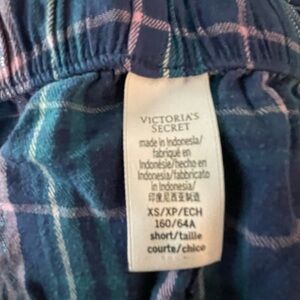 VICTORIA'S
SECRET
made in Indonesia/
fabriqué en
Indonésie/hecho en
Indonesia/fabbricato
in Indonesia/
印度尼西亚制造
XS/XP/ECH
160/64A
short/taille
courte/chico